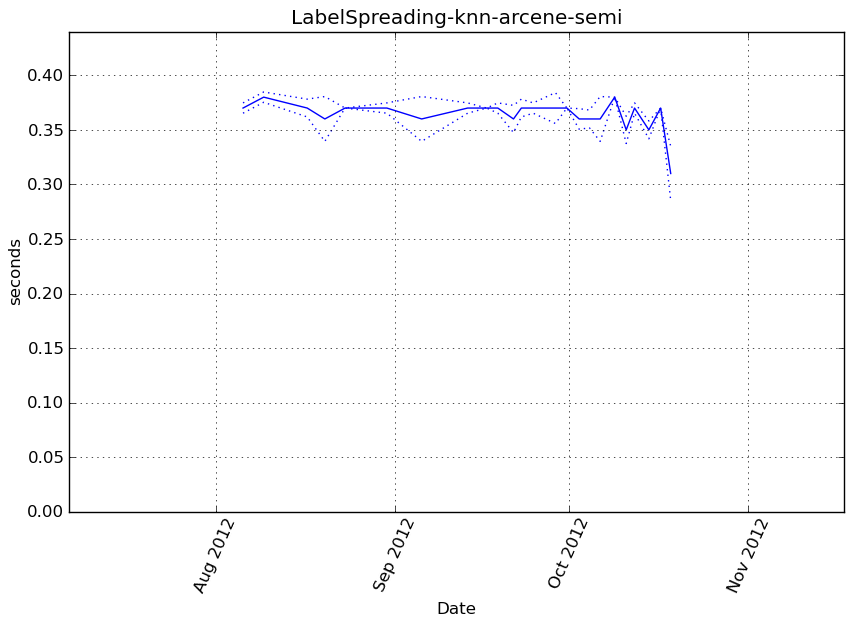 LabelSpreading-knn-arcene-semi
0.40
0.35
0.30
0.25
0.20
0.15
0.10
0.05
0.00
seconds
Aug 2012
Sep 2012
Oct 2012
Nov 2012
Date